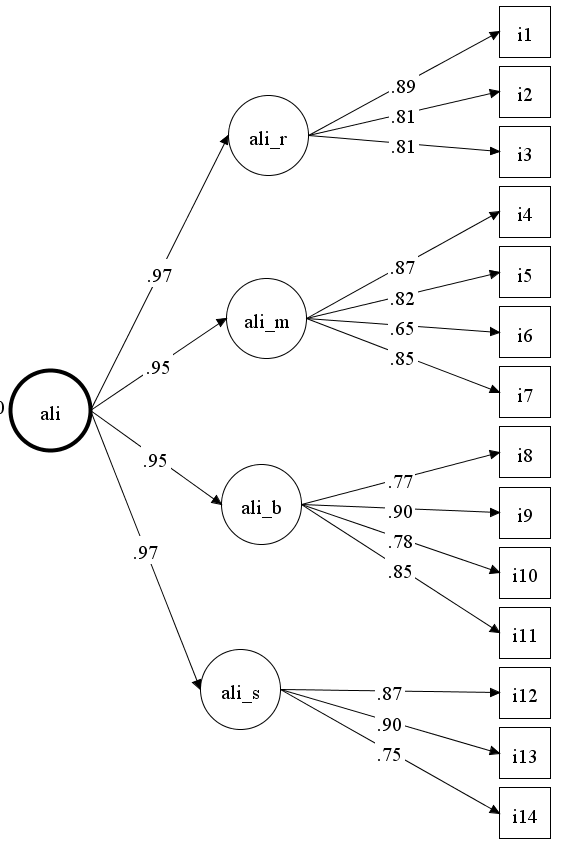 i1
.89
i2
.81
ali_r
.81
i3
i4
.97
.87
i5
.82
ali_m
.65
i6
.95
.85
i7
0
ali
i8
.95
.77
ali_b
.90
i9
.78
.97
.85
i10
i11
ali_s
.87
i12
.90
i13
.75
i14